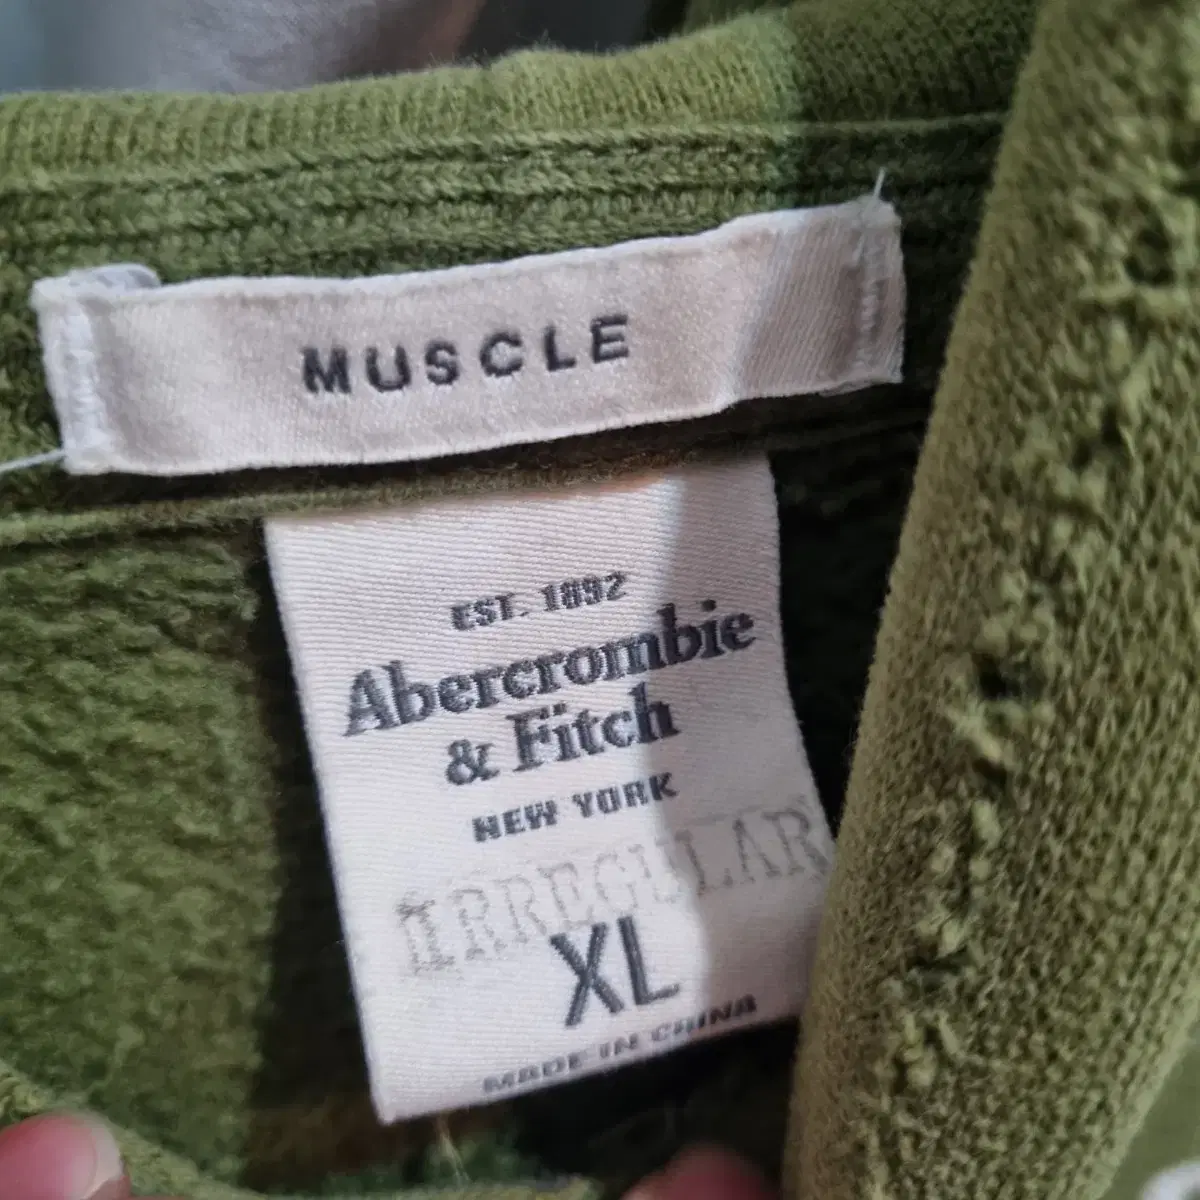 MUSCLE
EST. 1892
Abercrombie
& Fitch
NEW YORK
IRREGULAR
XL
MADE IN CHINA